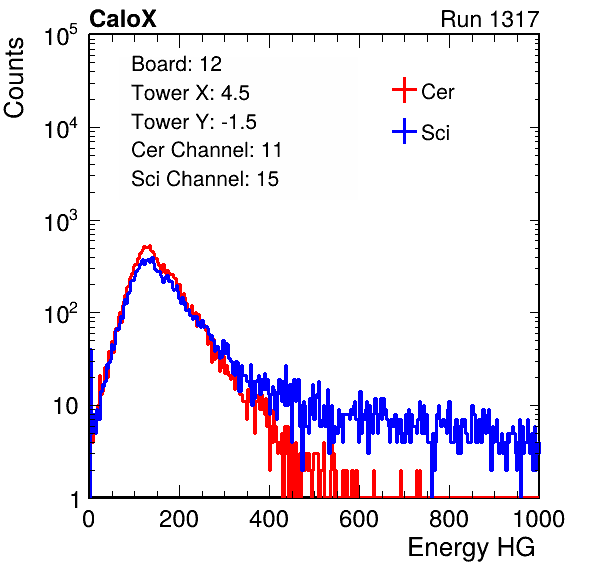 CaloX Run 1317
Counts
10^5
10^4
10^3
10^2
10
1
Board: 12
Tower X: 4.5
Tower Y: -1.5
Cer Channel: 11
Sci Channel: 15
Cer
Sci
0 200 400 600 800 1000
Energy HG